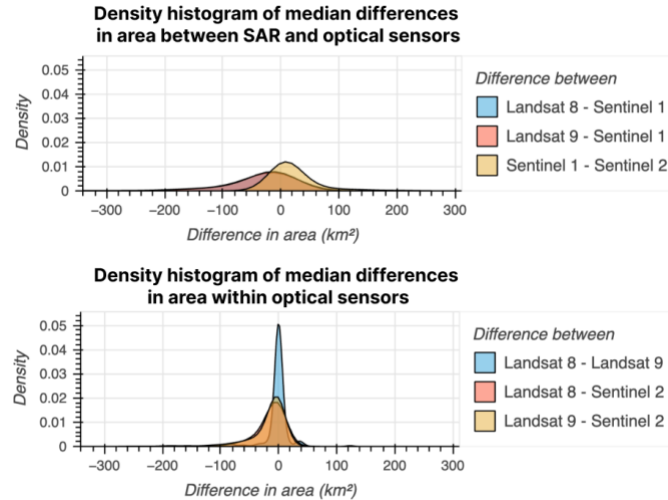 Density histogram of median differences
in area between SAR and optical sensors
Density
0.05
0.04
0.03
0.02
0.01
0
−300 −200 −100 0 100 200 300
Difference in area (km²)
Difference between
Landsat 8 - Sentinel 1
Landsat 9 - Sentinel 1
Sentinel 1 - Sentinel 2
Density histogram of median differences
in area within optical sensors
Density
0.05
0.04
0.03
0.02
0.01
0
−300 −200 −100 0 100 200 300
Difference in area (km²)
Difference between
Landsat 8 - Landsat 9
Landsat 8 - Sentinel 2
Landsat 9 - Sentinel 2